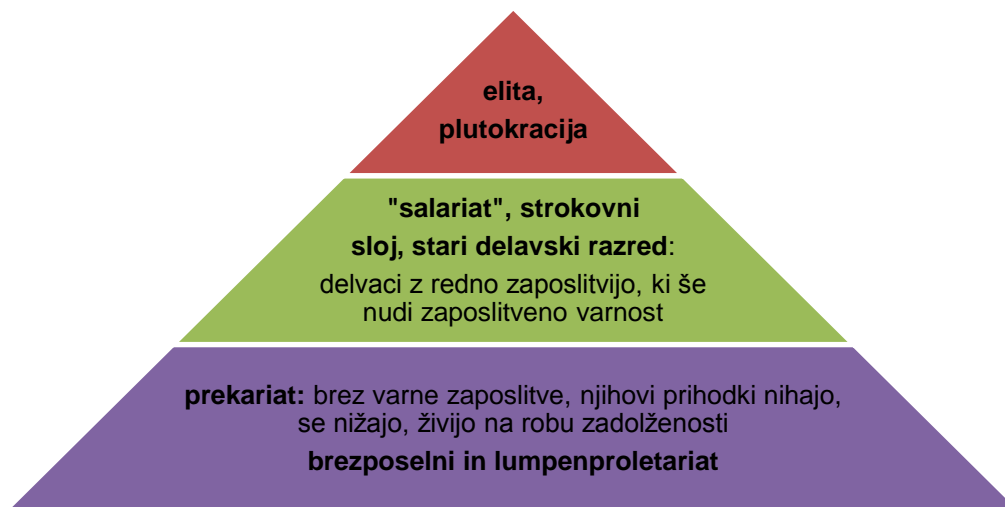 elita,
plutokracija
"salariat", strokovni
sloj, stari delavski razred:
delvaci z redno zaposlitvijo, ki še
nudi zaposlitveno varnost
prekariat: brez varne zaposlitve, njihovi prihodki nihajo,
se nižajo, živijo na robu zadolženosti
brezposelni in lumpenproletariat